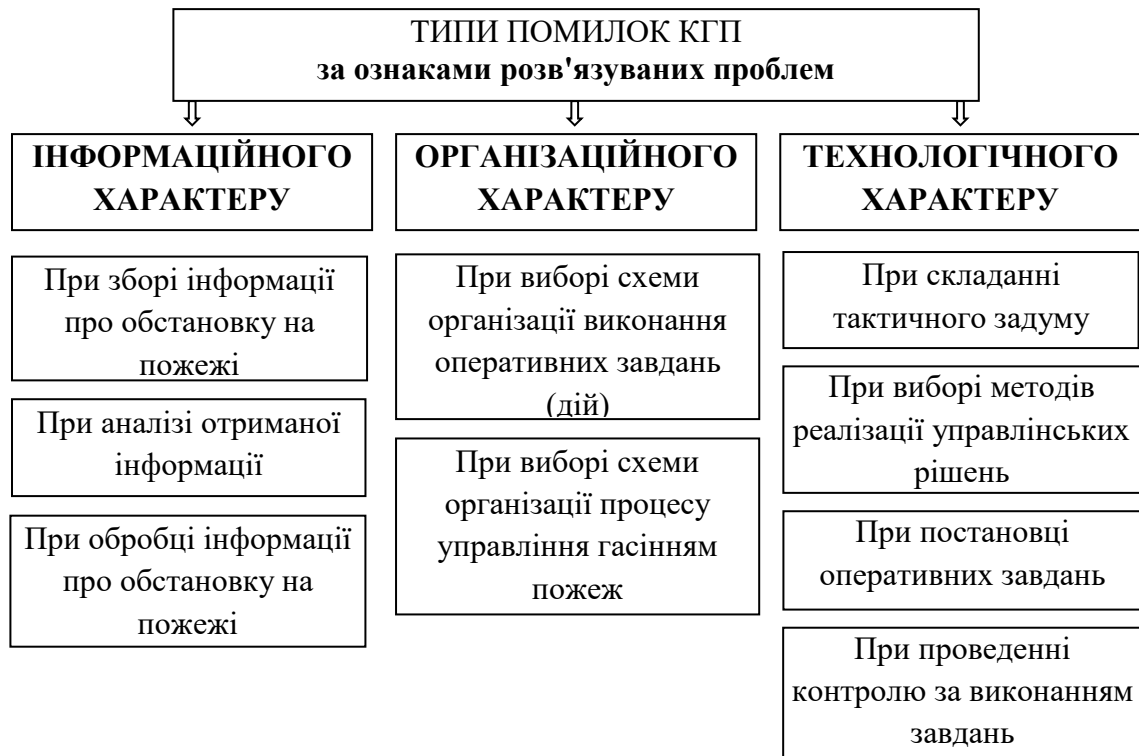 ТИПИ ПОМИЛОК КГП
за ознаками розв'язуваних проблем
ІНФОРМАЦІЙНОГО
ХАРАКТЕРУ
При зборі інформації
про обстановку на
пожежі
При аналізі отриманої
інформації
При обробці інформації
про обстановку на
пожежі
ОРГАНІЗАЦІЙНОГО
ХАРАКТЕРУ
При виборі схеми
організації виконання
оперативних завдань
(дій)
При виборі схеми
організації процесу
управління гасінням
пожеж
ТЕХНОЛОГІЧНОГО
ХАРАКТЕРУ
При складанні
тактичного задуму
При виборі методів
реалізації управлінських
рішень
При постановці
оперативних завдань
При проведенні
контролю за виконанням
завдань